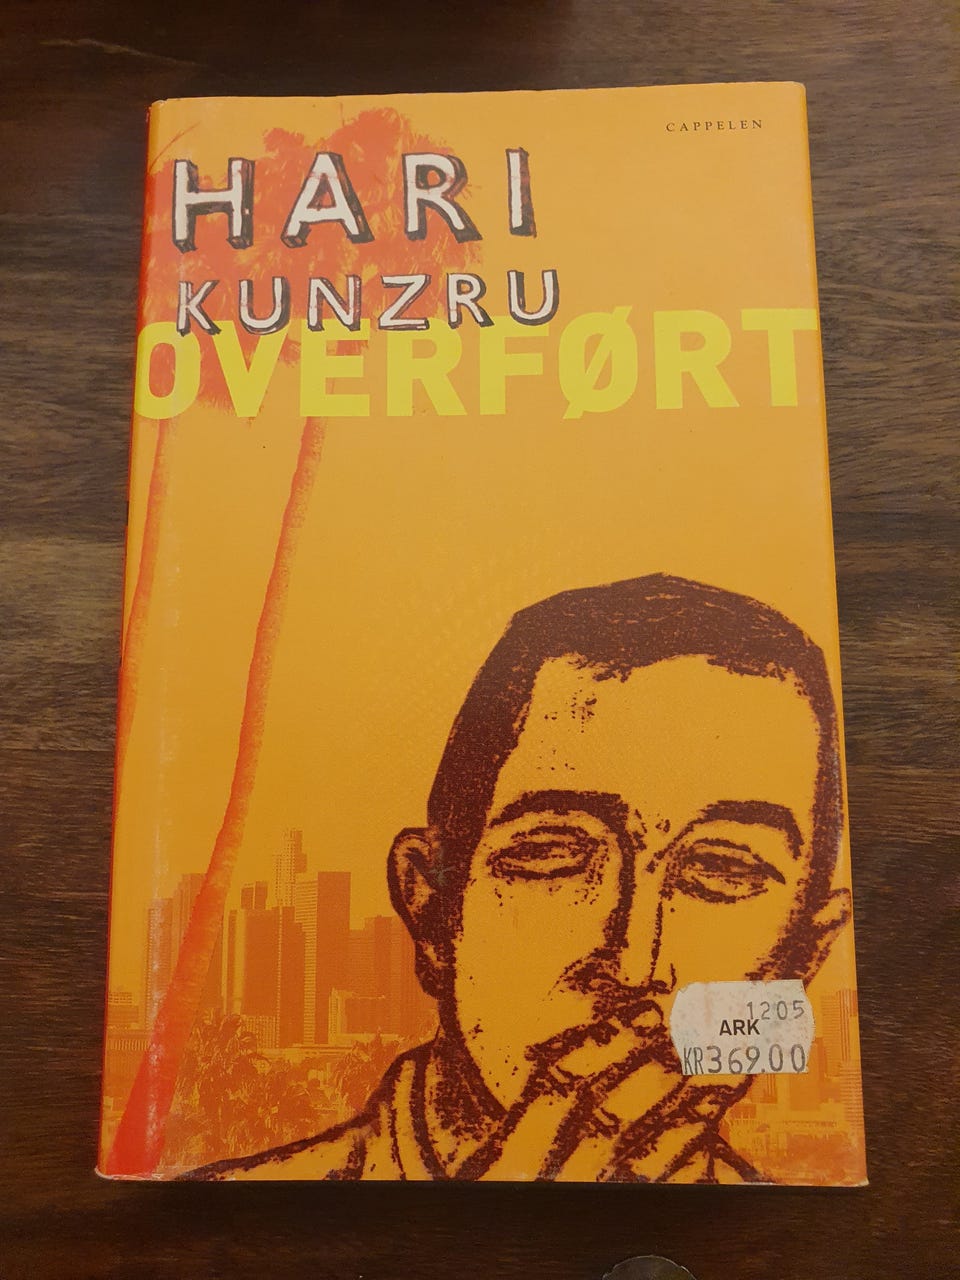 CAPPELEN
HARI
KUNZRU
OVERFØRT
1205
ARK
KR369.00